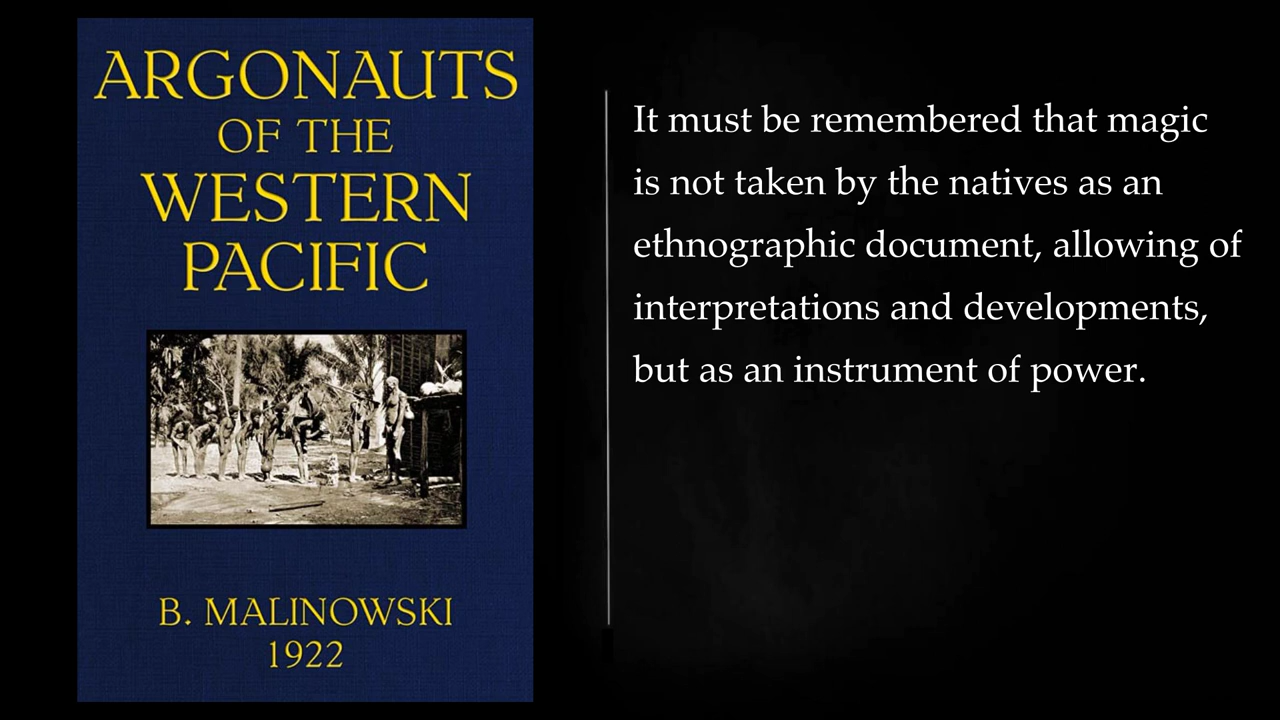 ARGONAUTS
OF THE
WESTERN
PACIFIC
B. MALINOWSKI
1922
It must be remembered that magic
is not taken by the natives as an
ethnographic document, allowing of
interpretations and developments,
but as an instrument of power.